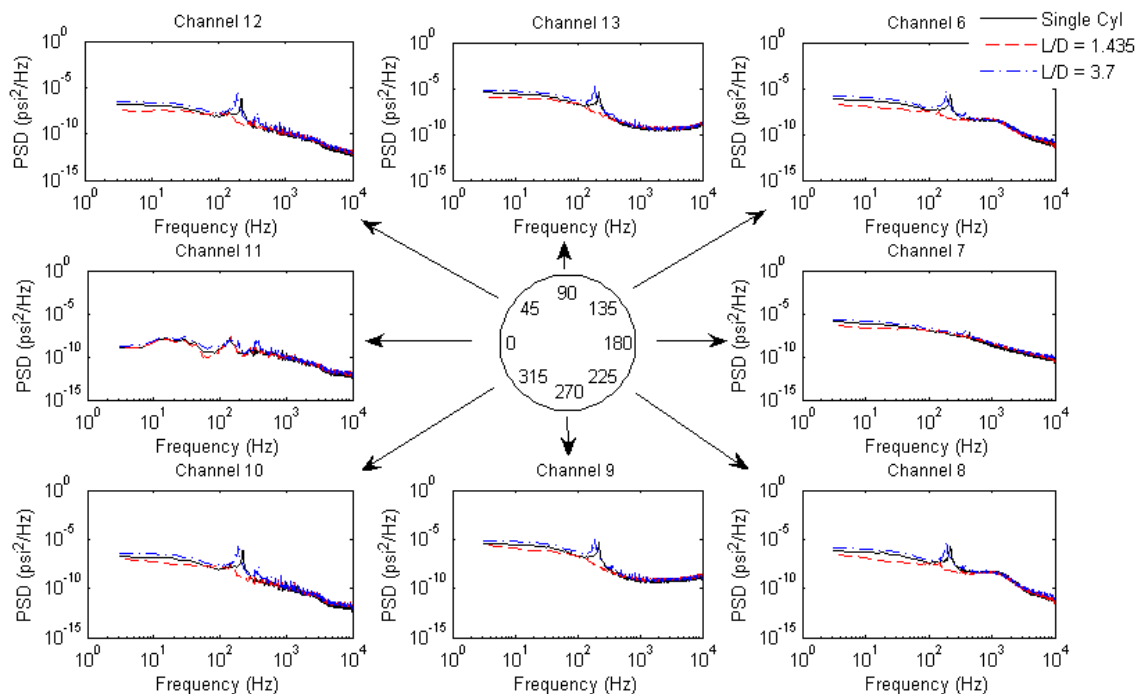 Channel 12
Channel 13
Channel 6
Single Cyl
L/D = 1.435
L/D = 3.7
10^0
10^-5
10^-10
10^-15
PSD (psi^2/Hz)
10^0 10^1 10^2 10^3 10^4
Frequency (Hz)
10^0
10^-5
10^-10
10^-15
PSD (psi^2/Hz)
10^0 10^1 10^2 10^3 10^4
Frequency (Hz)
10^0
10^-5
10^-10
10^-15
PSD (psi^2/Hz)
10^0 10^1 10^2 10^3 10^4
Frequency (Hz)
Channel 11
10^0
10^-5
10^-10
10^-15
PSD (psi^2/Hz)
10^0 10^1 10^2 10^3 10^4
Frequency (Hz)
90
45 135
0 180
315 225
270
Channel 7
10^0
10^-5
10^-10
10^-15
PSD (psi^2/Hz)
10^0 10^1 10^2 10^3 10^4
Frequency (Hz)
Channel 10
10^0
10^-5
10^-10
10^-15
PSD (psi^2/Hz)
10^0 10^1 10^2 10^3 10^4
Frequency (Hz)
Channel 9
10^0
10^-5
10^-10
10^-15
PSD (psi^2/Hz)
10^0 10^1 10^2 10^3 10^4
Frequency (Hz)
Channel 8
10^0
10^-5
10^-10
10^-15
PSD (psi^2/Hz)
10^0 10^1 10^2 10^3 10^4
Frequency (Hz)